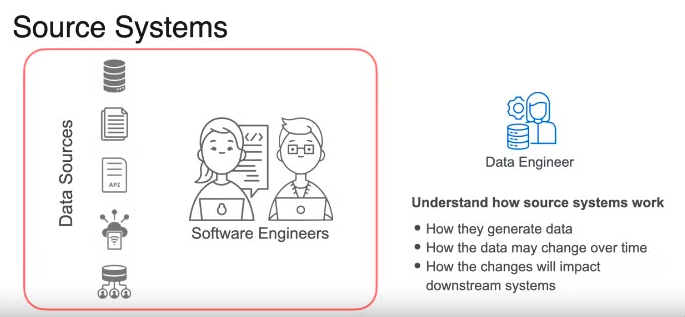 Source Systems
Data Sources
API
</>
Software Engineers
Data Engineer
Understand how source systems work
• How they generate data
• How the data may change over time
• How the changes will impact
downstream systems